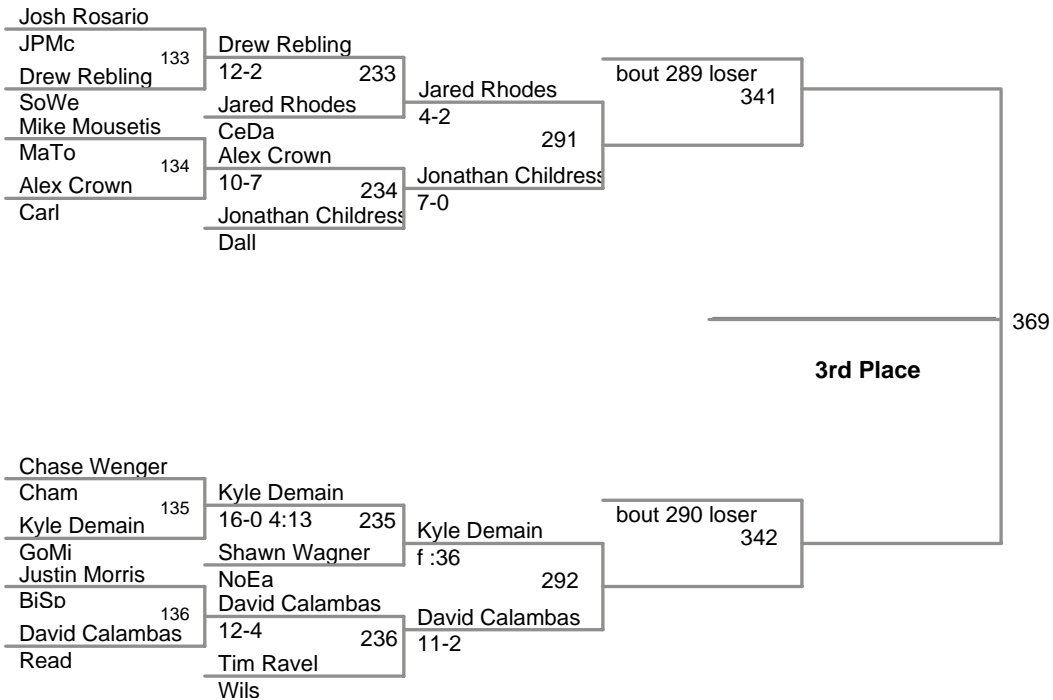 Josh Rosario
JPMc
133
Drew Rebling
SoWe
Mike Mousetis
MaTo
134
Alex Crown
Carl
Drew Rebling
12-2
233
Jared Rhodes
CeDa
Alex Crown
10-7
234
Jonathan Childress
Dall
Jared Rhodes
4-2
291
Jonathan Childress
7-0
bout 289 loser
341
369
3rd Place
Chase Wenger
Cham
135
Kyle Demain
GoMi
Justin Morris
BiSp
136
David Calambas
Read
Kyle Demain
16-0 4:13
235
Shawn Wagner
NoEa
David Calambas
12-4
236
Tim Ravel
Wils
Kyle Demain
f :36
292
David Calambas
11-2
bout 290 loser
342